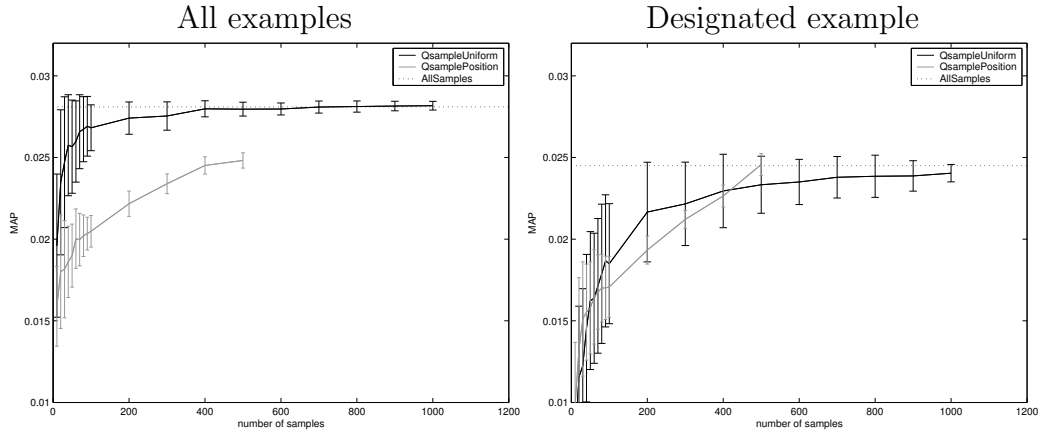 All examples
QsampleUniform
QsamplePosition
AllSamples
0.03
0.025
0.02
0.015
0.01
MAP
0 200 400 600 800 1000 1200
number of samples
Designated example
QsampleUniform
QsamplePosition
AllSamples
0.03
0.025
0.02
0.015
0.01
MAP
0 200 400 600 800 1000 1200
number of samples